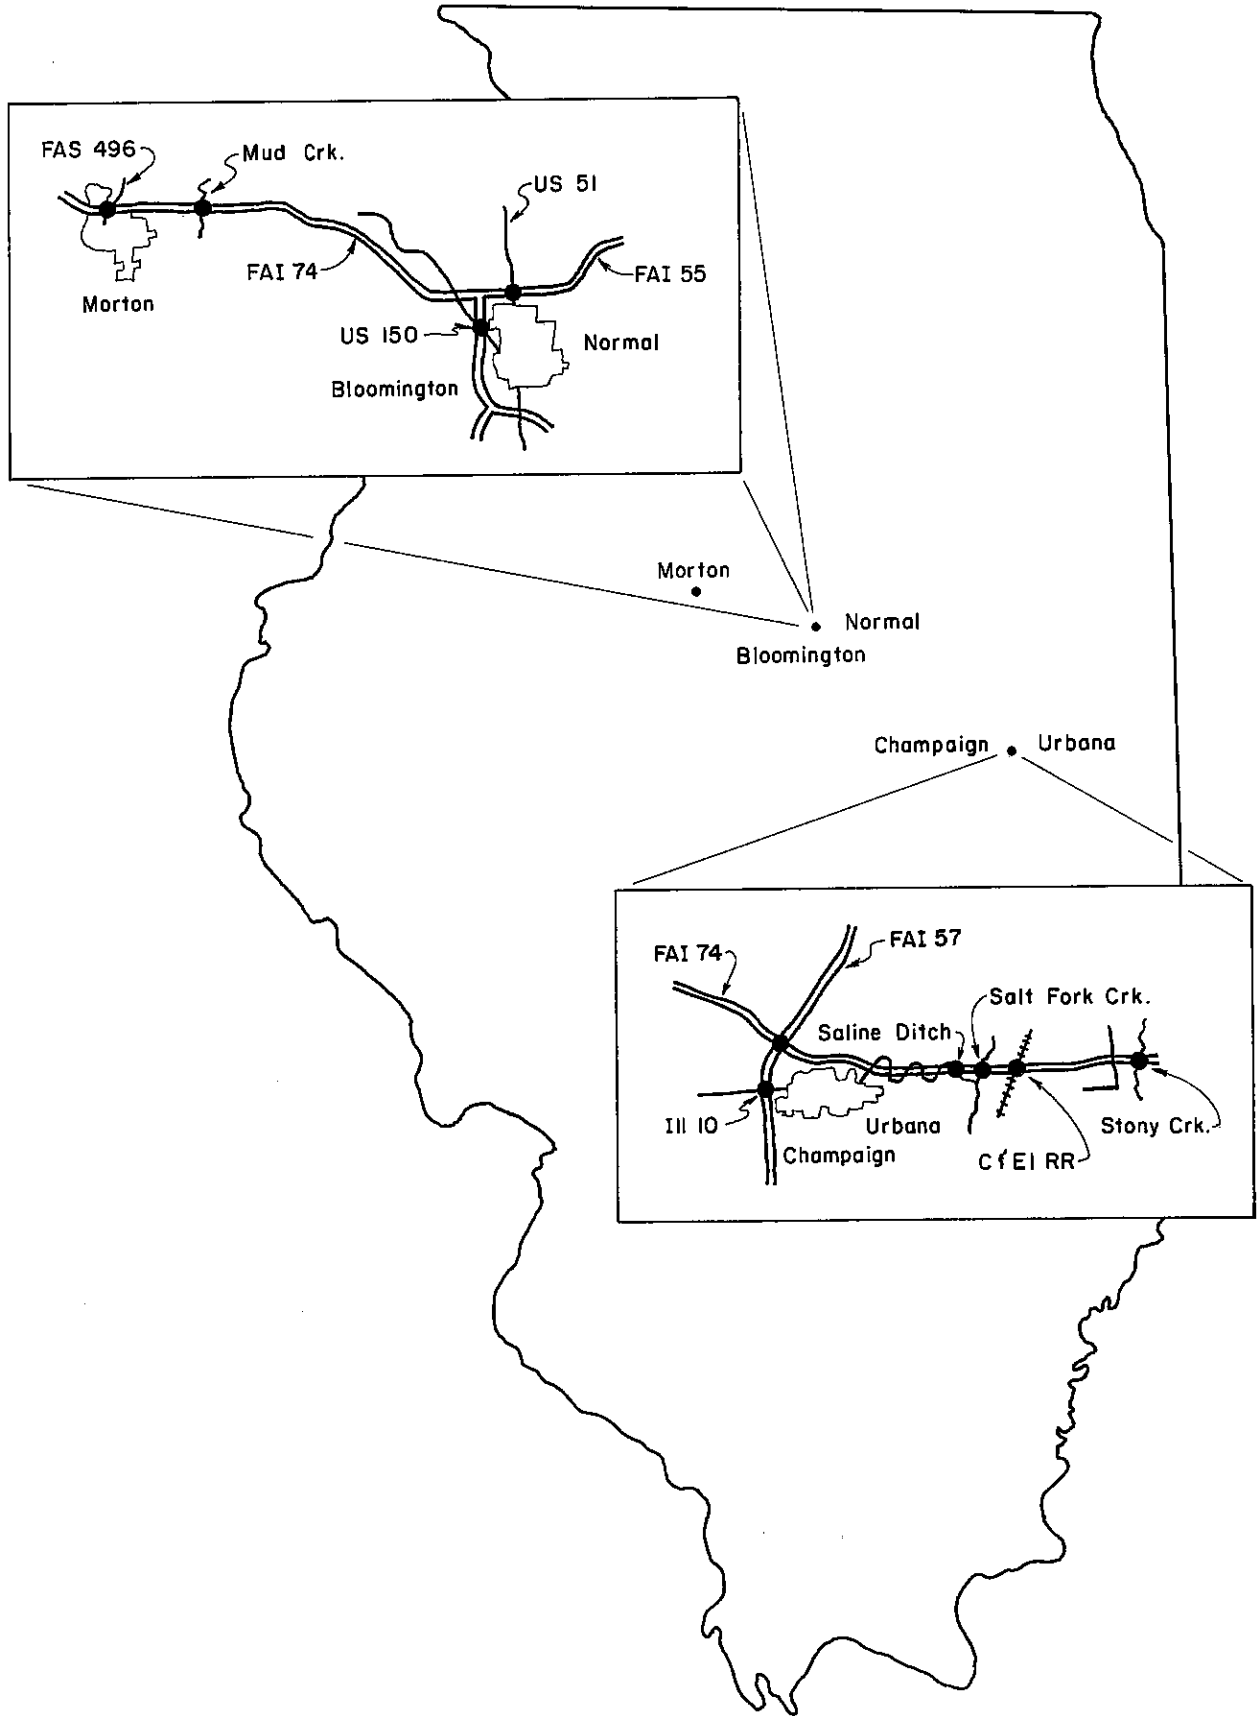 FAS 496
Mud Crk.
US 51
FAI 74
FAI 55
Morton
US 150
Normal
Bloomington
Morton
Normal
Bloomington
Champaign
Urbana
FAI 74
FAI 57
Salt Fork Crk.
Saline Ditch
Ill 10
Urbana
Stony Crk.
Champaign
C & EI RR